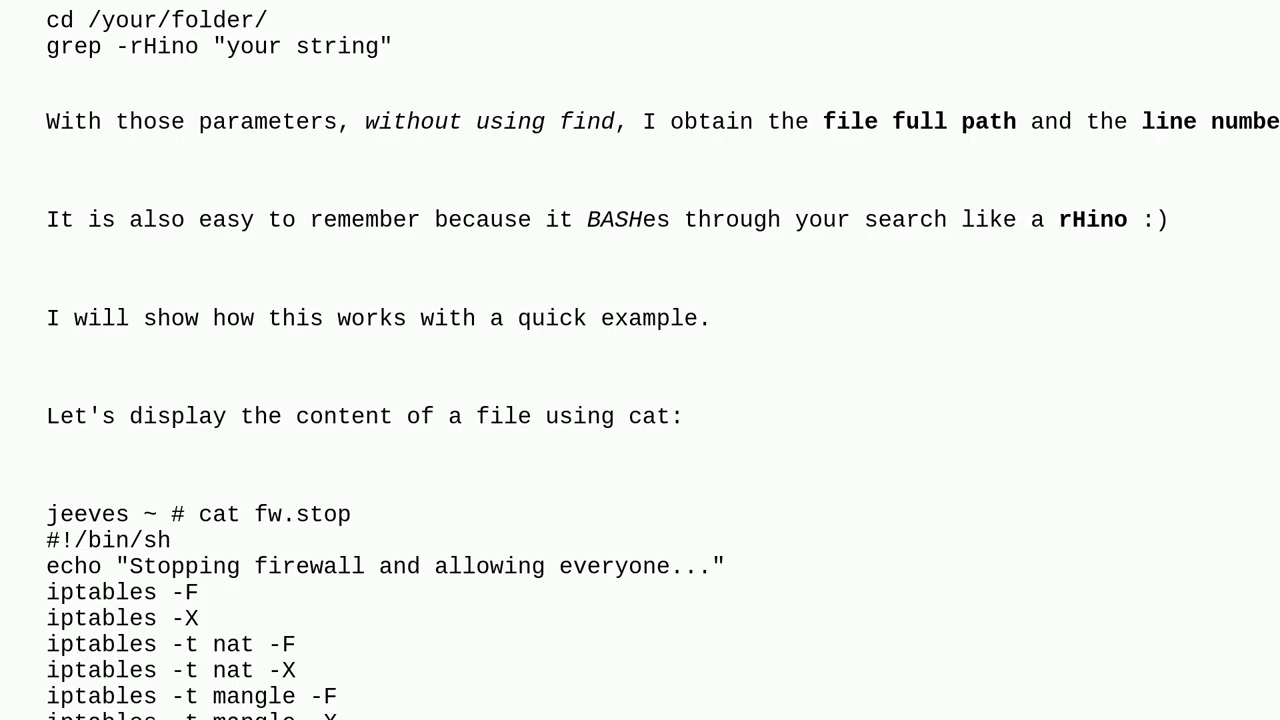 cd /your/folder/
grep -rHino "your string"
With those parameters, without using find, I obtain the file full path and the line numbe
It is also easy to remember because it BASHes through your search like a rHino :)
I will show how this works with a quick example.
Let's display the content of a file using cat:
jeeves ~ # cat fw.stop
#!/bin/sh
echo "Stopping firewall and allowing everyone..."
iptables -F
iptables -X
iptables -t nat -F
iptables -t nat -X
iptables -t mangle -F
iptables -t mangle -X